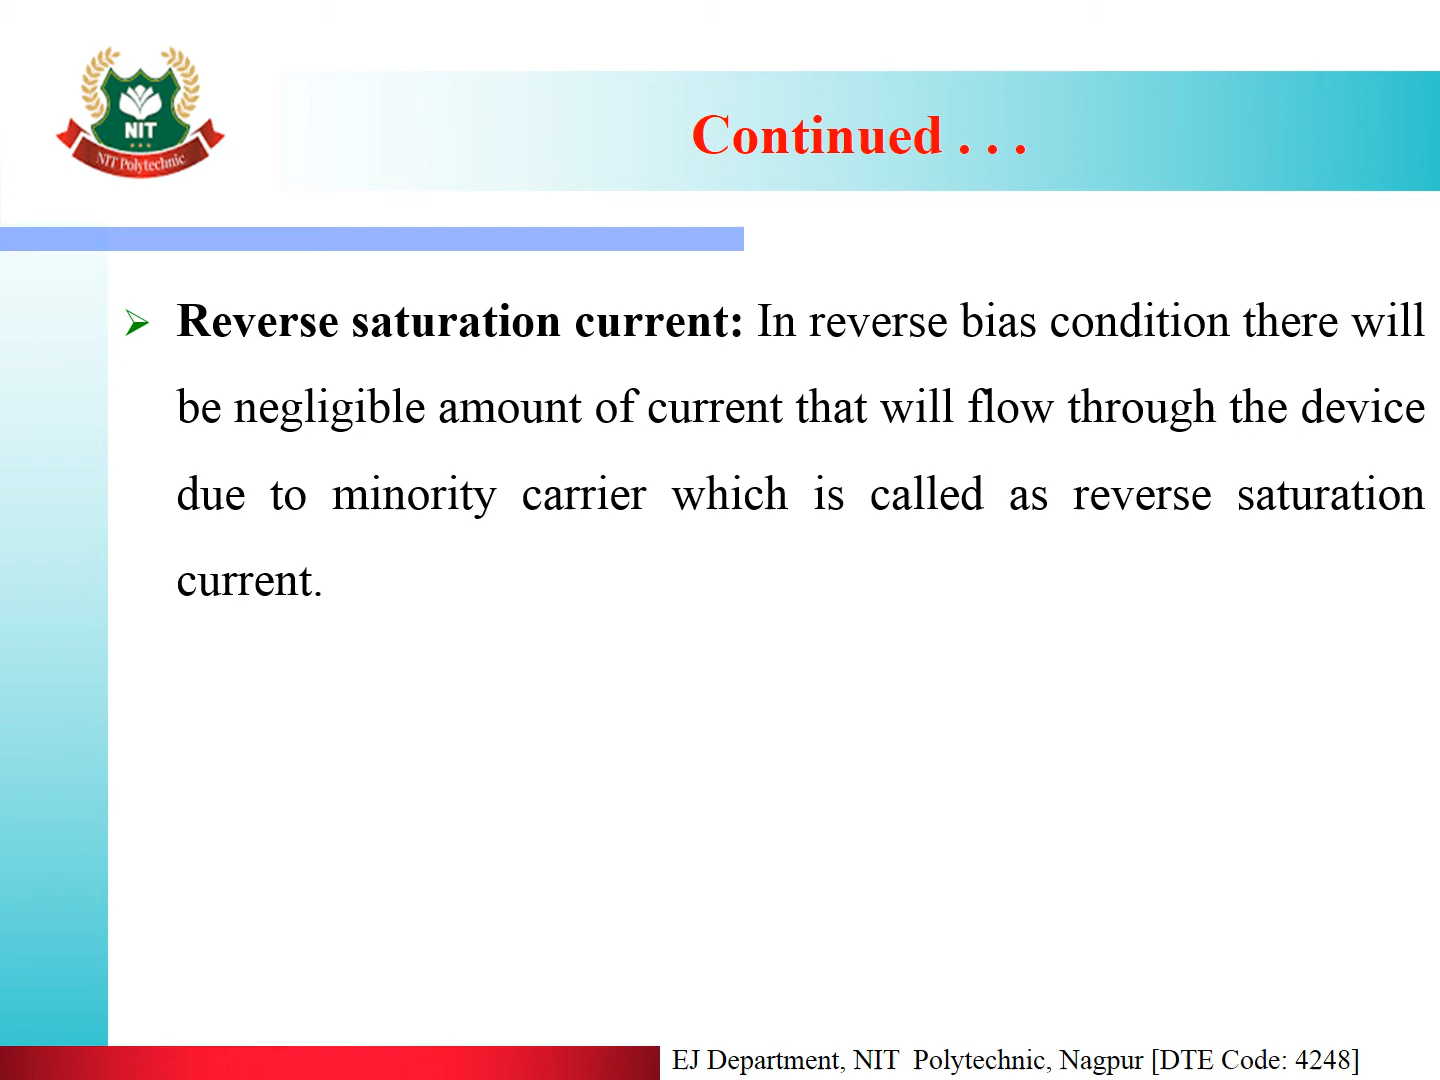 NIT
NIT Polytechnic
Continued . . .
Reverse saturation current: In reverse bias condition there will
be negligible amount of current that will flow through the device
due to minority carrier which is called as reverse saturation
current.
EJ Department, NIT  Polytechnic, Nagpur [DTE Code: 4248]